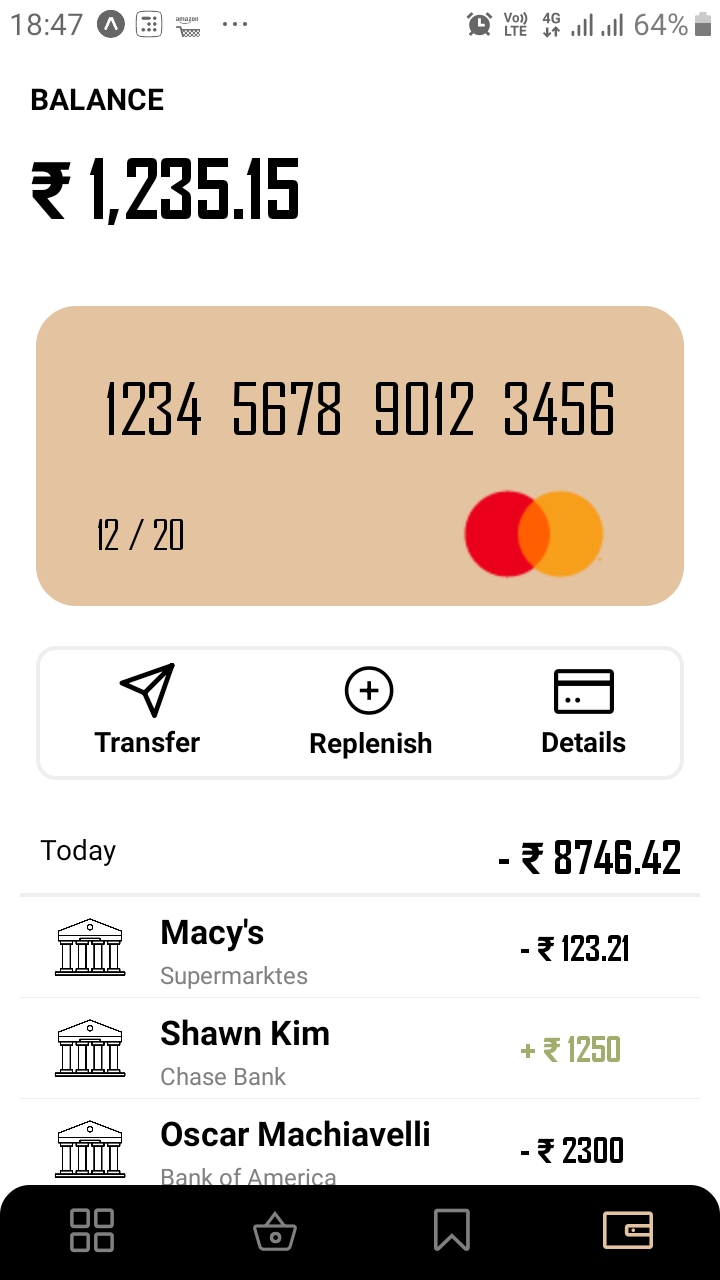 18:47 amazon Vo)) LTE 4G 64%
BALANCE
₹ 1,235.15
1234 5678 9012 3456
12 / 20
Transfer Replenish Details
Today - ₹ 8746.42
Macy's - ₹ 123.21
Supermarktes
Shawn Kim + ₹ 1250
Chase Bank
Oscar Machiavelli - ₹ 2300
Bank of America